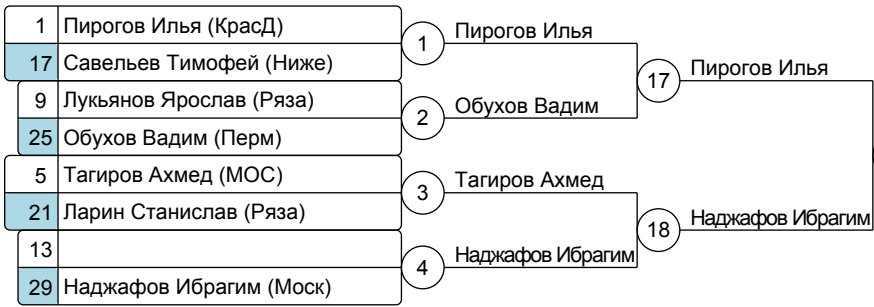 1 Пирогов Илья (КрасД)
17 Савельев Тимофей (Ниже)
9 Лукьянов Ярослав (Ряза)
25 Обухов Вадим (Перм)
5 Тагиров Ахмед (МОС)
21 Ларин Станислав (Ряза)
13
29 Наджафов Ибрагим (Моск)
1 Пирогов Илья
2 Обухов Вадим
3 Тагиров Ахмед
4 Наджафов Ибрагим
17 Пирогов Илья
18 Наджафов Ибрагим